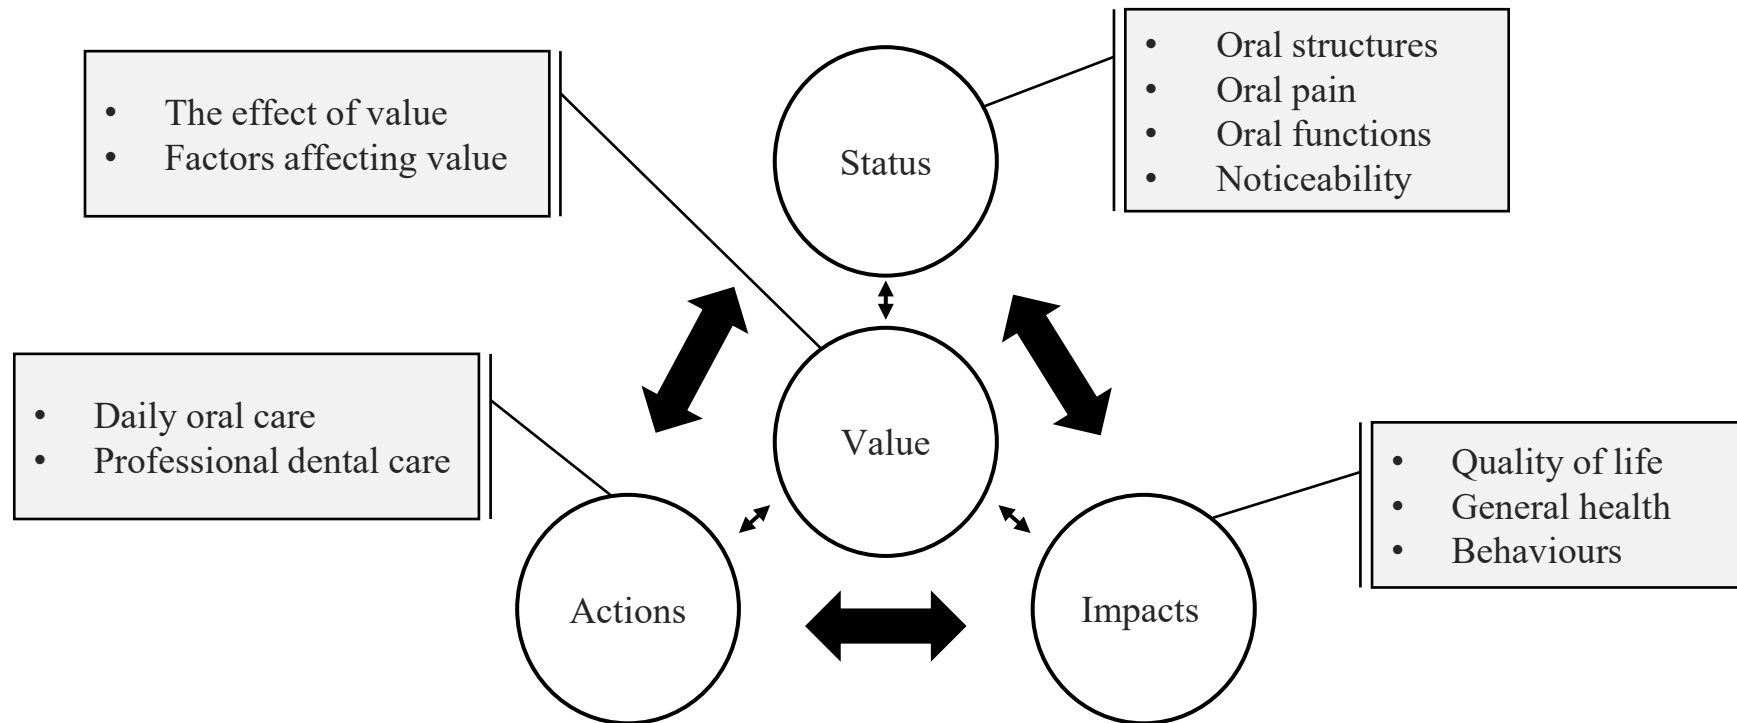 • The effect of value
• Factors affecting value
Status
• Oral structures
• Oral pain
• Oral functions
• Noticeability
Value
• Daily oral care
• Professional dental care
Actions
Impacts
• Quality of life
• General health
• Behaviours